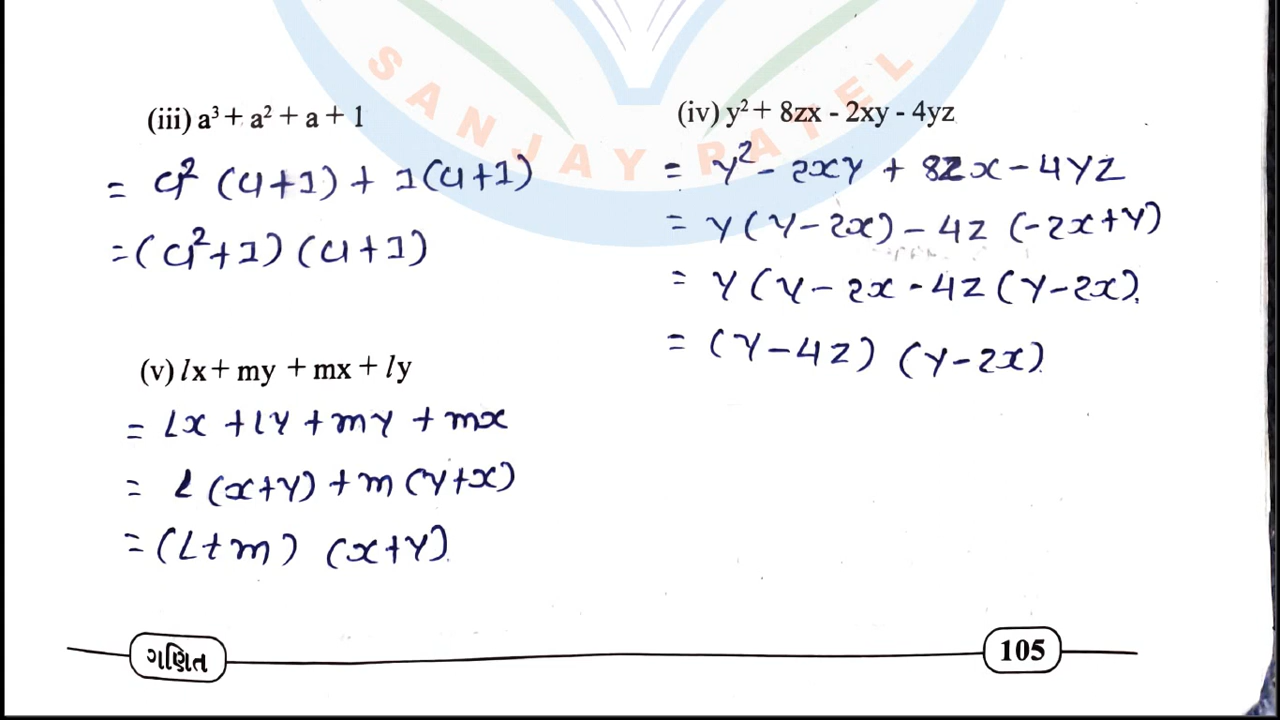 SANJAY PATEL
(iii) a³ + a² + a + 1
= a² (a+1) + 1(a+1)
= (a²+1) (a+1)
(iv) y² + 8zx - 2xy - 4yz
= y² - 2xy + 8zx - 4yz
= y(y-2x) - 4z (-2x+y)
= y(y-2x - 4z(y-2x).
= (y-4z) (y-2x).
(v) lx + my + mx + ly
= lx + ly + my + mx
= l (x+y) + m (y+x)
= (l+m) (x+y).
ગણિત
105